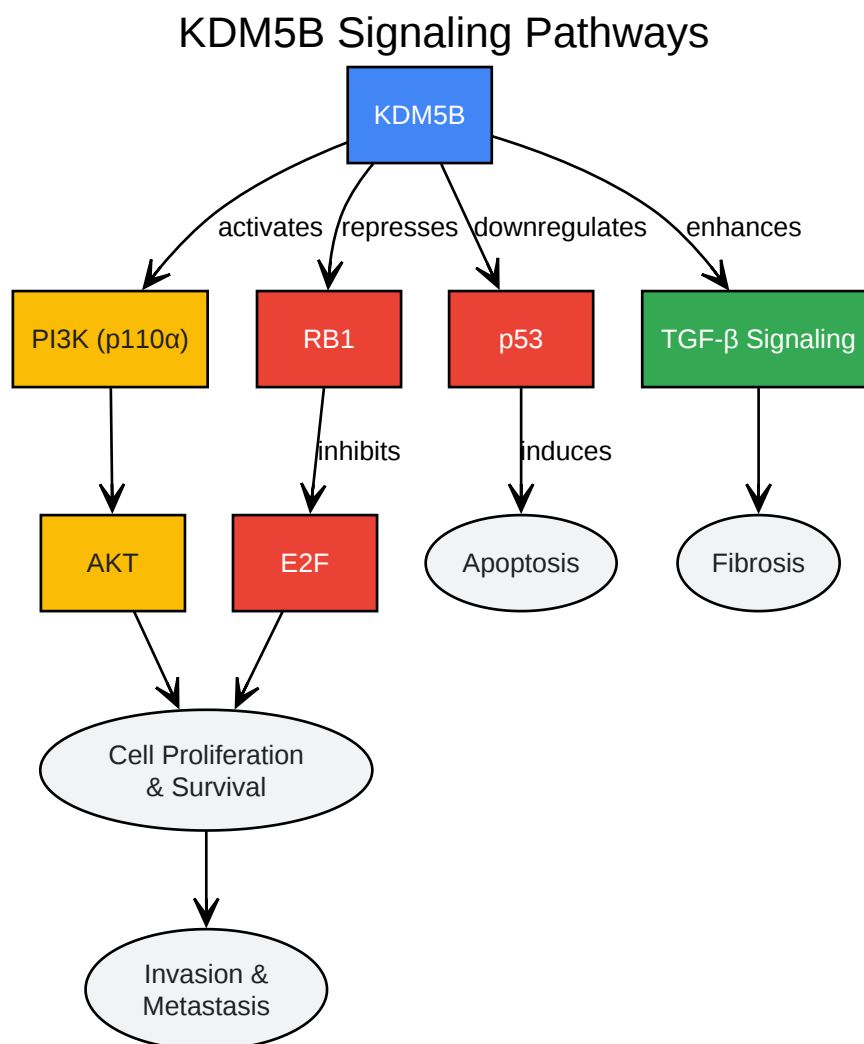 KDM5B Signaling Pathways
KDM5B
activates
represses
downregulates
enhances
PI3K (p110α)
RB1
p53
TGF-β Signaling
inhibits
induces
AKT
E2F
Apoptosis
Fibrosis
Cell Proliferation
& Survival
Invasion &
Metastasis